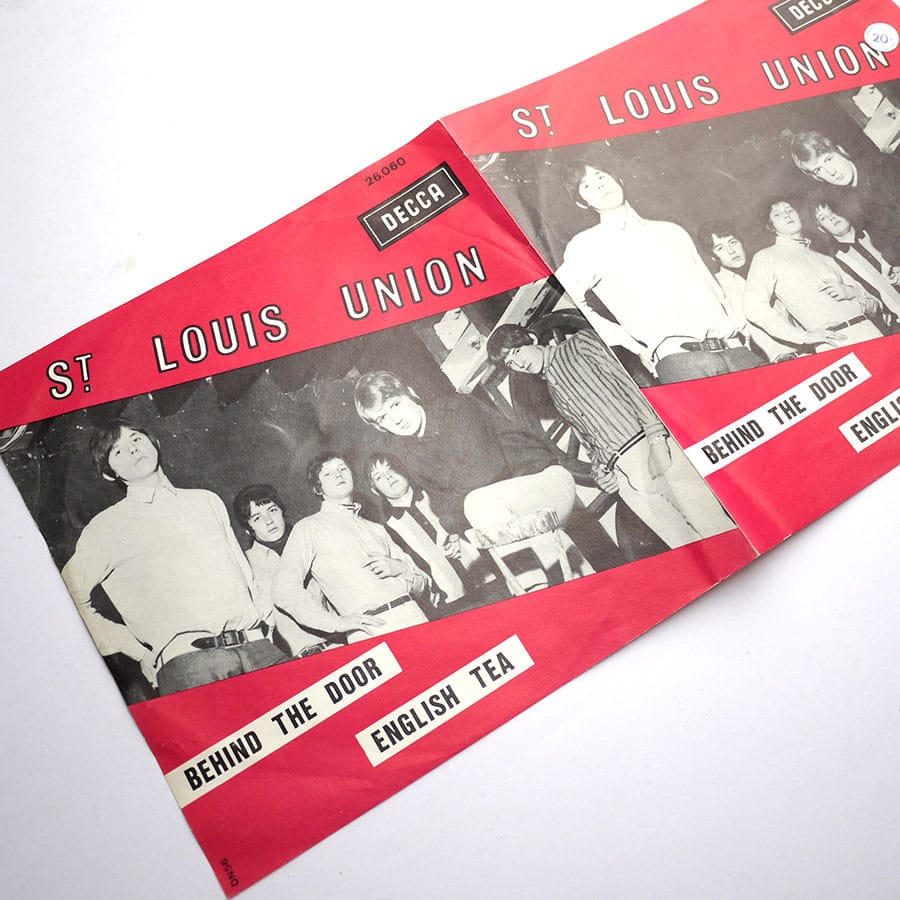 26.060
DECCA
ST. LOUIS UNION
BEHIND THE DOOR
ENGLISH TEA
DN56
DECCA
20
ST. LOUIS UNION
BEHIND THE DOOR